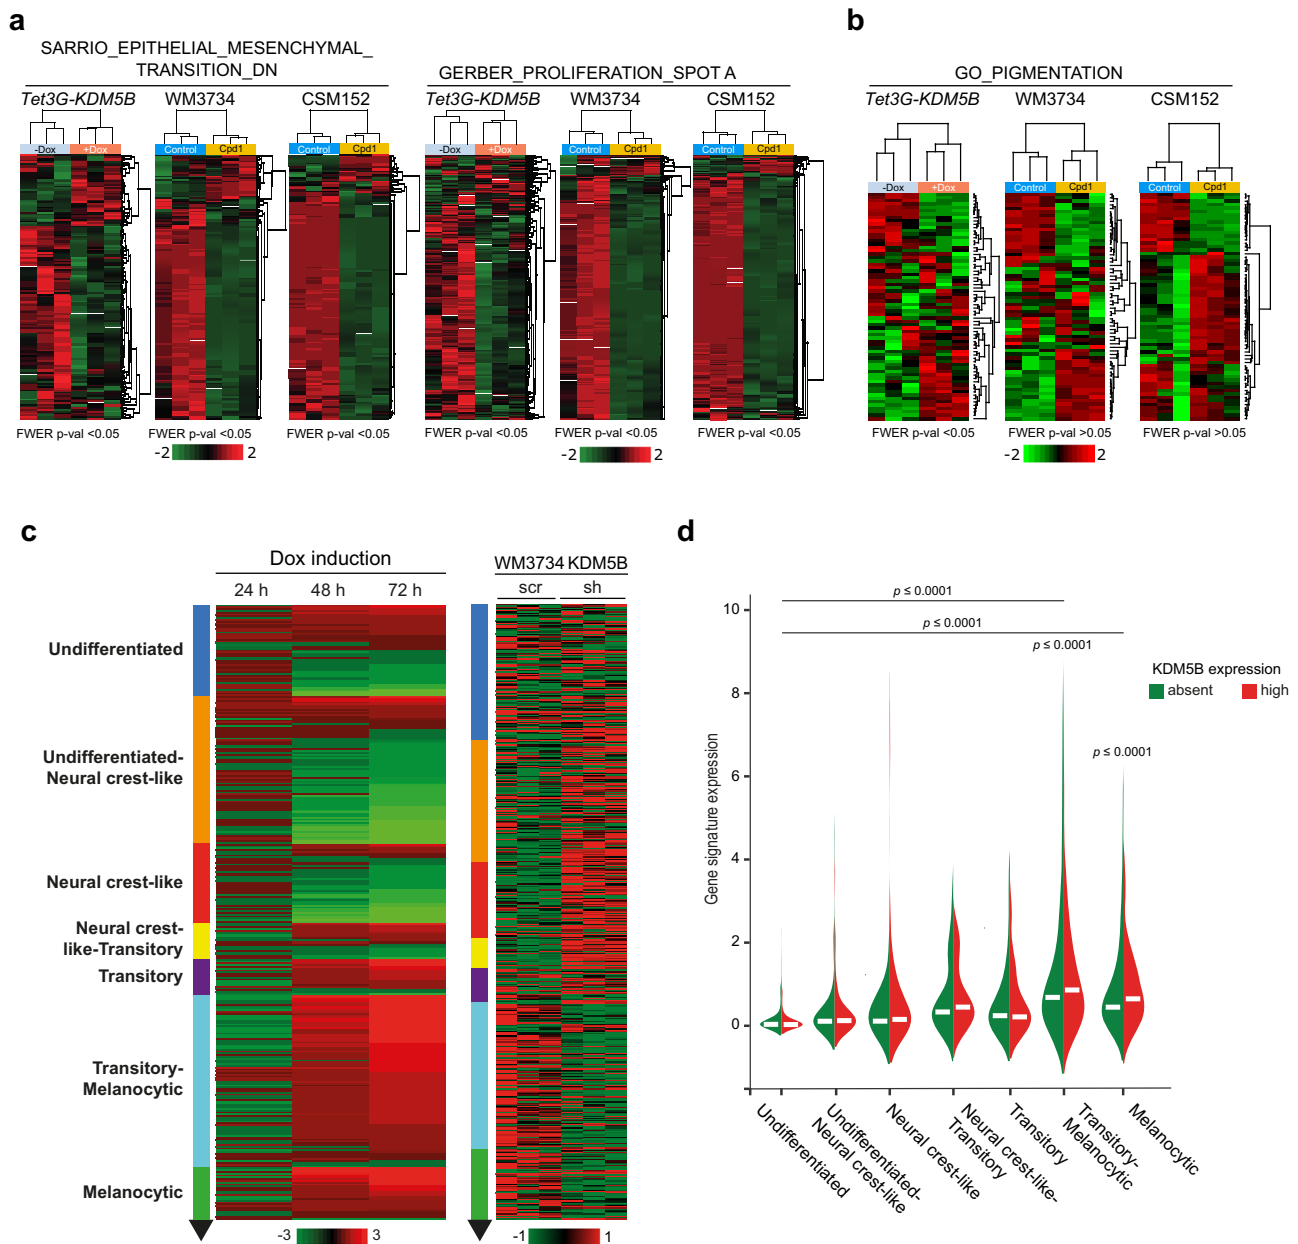 a
SARRIO_EPITHELIAL_MESENCHYMAL_
TRANSITION_DN
Tet3G-KDM5B WM3734 CSM152
-Dox +Dox Control Cpd1 Control Cpd1
FWER p-val <0.05 FWER p-val <0.05 FWER p-val <0.05
-2 2
GERBER_PROLIFERATION_SPOT A
Tet3G-KDM5B WM3734 CSM152
-Dox +Dox Control Cpd1 Control Cpd1
FWER p-val <0.05 FWER p-val <0.05 FWER p-val <0.05
-2 2
b
GO_PIGMENTATION
Tet3G-KDM5B WM3734 CSM152
-Dox +Dox Control Cpd1 Control Cpd1
FWER p-val <0.05 FWER p-val >0.05 FWER p-val >0.05
-2 2
c
Dox induction
24 h 48 h 72 h
WM3734 KDM5B
scr sh
Undifferentiated
Undifferentiated-
Neural crest-like
Neural crest-like
Neural crest-
like-Transitory
Transitory
Transitory-
Melanocytic
Melanocytic
-3 3
-1 1
d
p ≤ 0.0001
p ≤ 0.0001
p ≤ 0.0001
p ≤ 0.0001
KDM5B expression
absent high
Gene signature expression
10
8
6
4
2
0
Undifferentiated
Undifferentiated-
Neural crest-like
Neural crest-like
Neural crest-like-
Transitory
Transitory
Transitory-
Melanocytic
Melanocytic